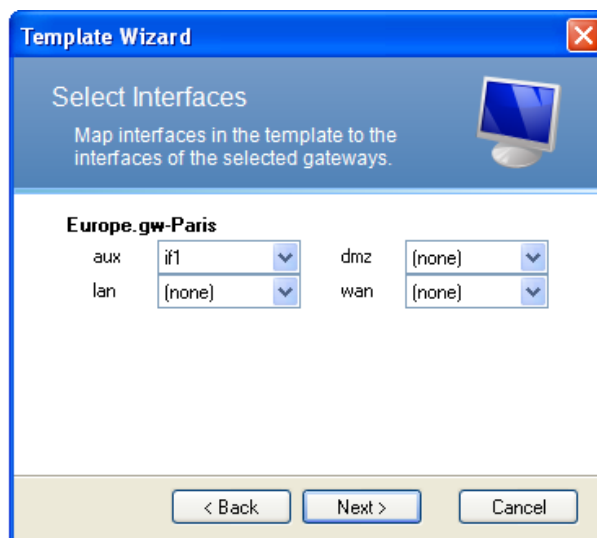 Template Wizard
Select Interfaces
Map interfaces in the template to the
interfaces of the selected gateways.
Europe.gw-Paris
aux if1 dmz (none)
lan (none) wan (none)
< Back Next > Cancel